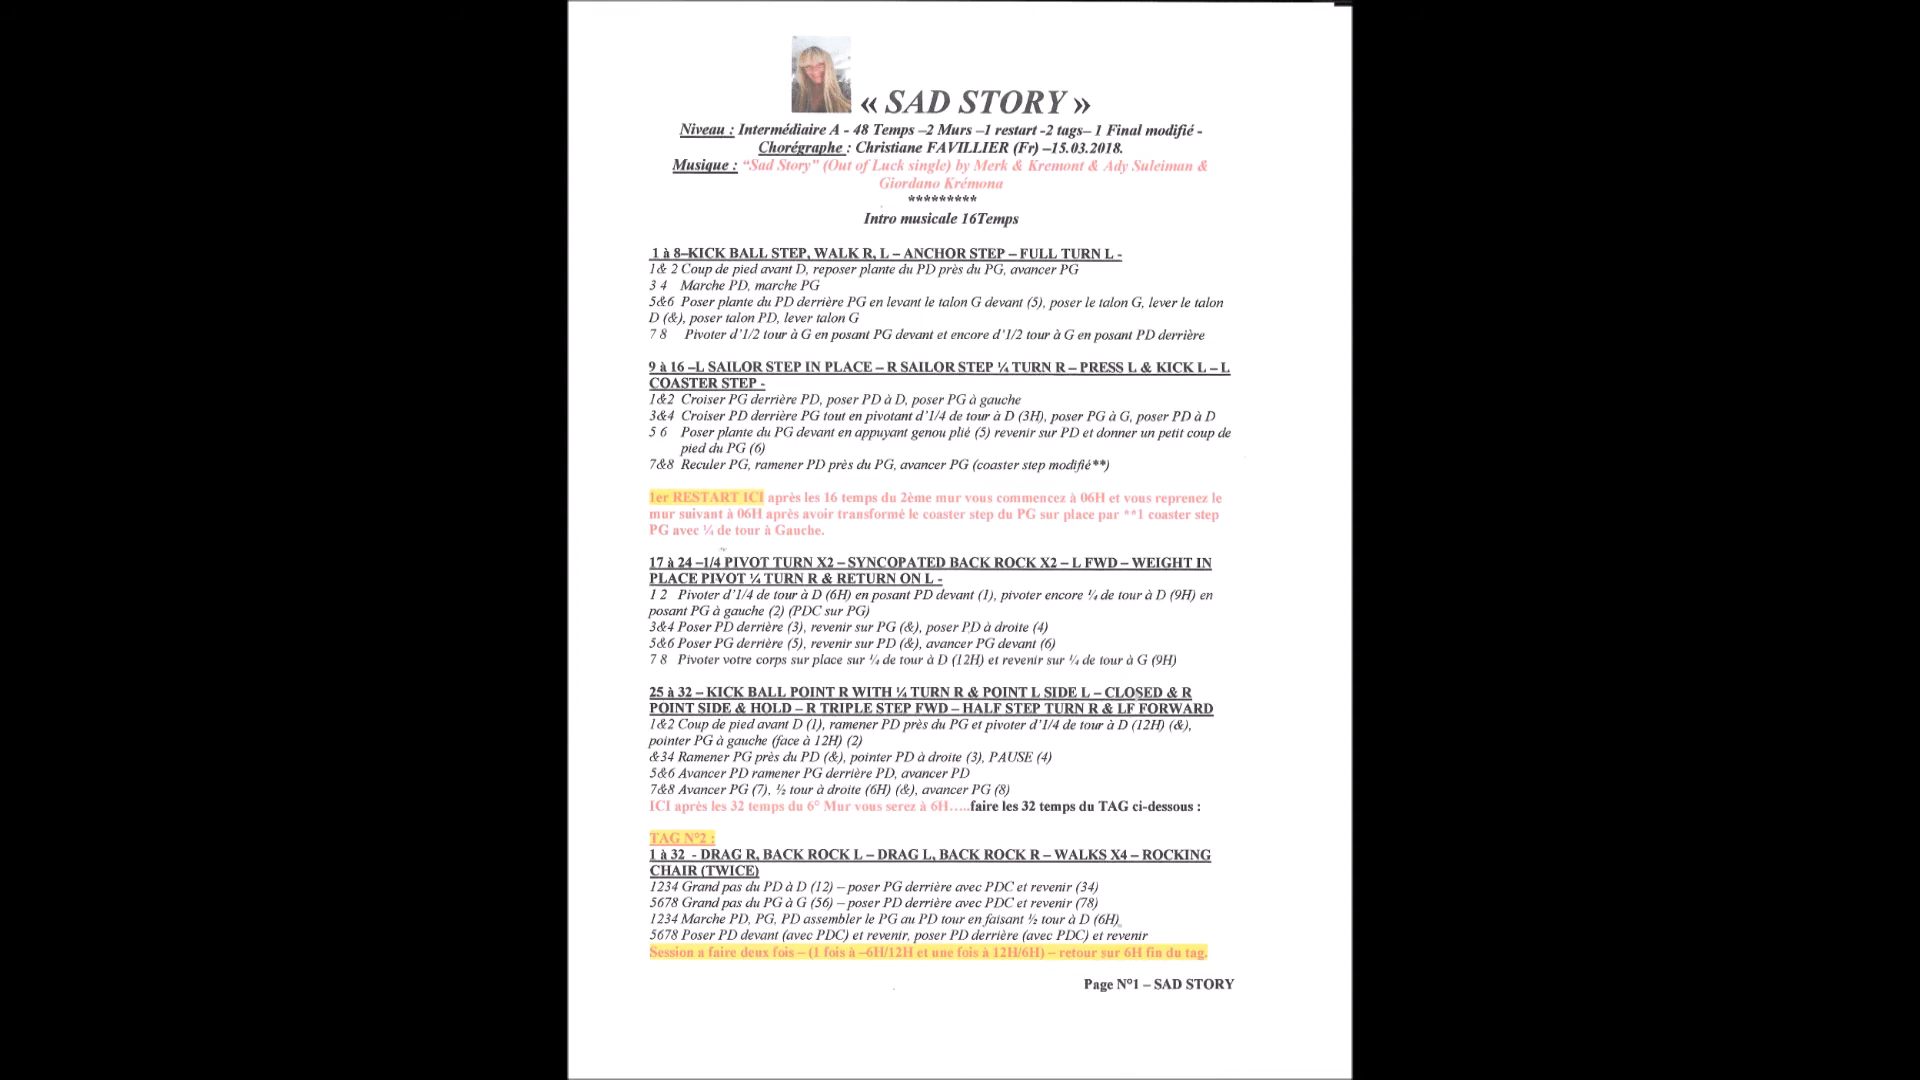 « SAD STORY »
Niveau : Intermédiaire A - 48 Temps –2 Murs –1 restart -2 tags– 1 Final modifié -
Chorégraphe : Christiane FAVILLIER (Fr) –15.03.2018.
Musique : “Sad Story” (Out of Luck single) by Merk & Kremont & Ady Suleiman &
Giordano Krémona
*********
Intro musicale 16Temps
1 à 8–KICK BALL STEP, WALK R, L – ANCHOR STEP – FULL TURN L -
1& 2 Coup de pied avant D, reposer plante du PD près du PG, avancer PG
3 4 Marche PD, marche PG
5&6 Poser plante du PD derrière PG en levant le talon G devant (5), poser le talon G, lever le talon
D (&), poser talon PD, lever talon G
7 8 Pivoter d’1/2 tour à G en posant PG devant et encore d’1/2 tour à G en posant PD derrière
9 à 16 –L SAILOR STEP IN PLACE – R SAILOR STEP ¼ TURN R – PRESS L & KICK L – L
COASTER STEP -
1&2 Croiser PG derrière PD, poser PD à D, poser PG à gauche
3&4 Croiser PD derrière PG tout en pivotant d’1/4 de tour à D (3H), poser PG à G, poser PD à D
5 6 Poser plante du PG devant en appuyant genou plié (5) revenir sur PD et donner un petit coup de
pied du PG (6)
7&8 Reculer PG, ramener PD près du PG, avancer PG (coaster step modifié**)
1er RESTART ICI après les 16 temps du 2ème mur vous commencez à 06H et vous reprenez le
mur suivant à 06H après avoir transformé le coaster step du PG sur place par **1 coaster step
PG avec ¼ de tour à Gauche.
17 à 24 –1/4 PIVOT TURN X2 – SYNCOPATED BACK ROCK X2 – L FWD – WEIGHT IN
PLACE PIVOT ¼ TURN R & RETURN ON L -
1 2 Pivoter d’1/4 de tour à D (6H) en posant PD devant (1), pivoter encore ¼ de tour à D (9H) en
posant PG à gauche (2) (PDC sur PG)
3&4 Poser PD derrière (3), revenir sur PG (&), poser PD à droite (4)
5&6 Poser PG derrière (5), revenir sur PD (&), avancer PG devant (6)
7 8 Pivoter votre corps sur place sur ¼ de tour à D (12H) et revenir sur ¼ de tour à G (9H)
25 à 32 – KICK BALL POINT R WITH ¼ TURN R & POINT L SIDE L – CLOSED & R
POINT SIDE & HOLD – R TRIPLE STEP FWD – HALF STEP TURN R & LF FORWARD
1&2 Coup de pied avant D (1), ramener PD près du PG et pivoter d’1/4 de tour à D (12H) (&),
pointer PG à gauche (face à 12H) (2)
&34 Ramener PG près du PD (&), pointer PD à droite (3), PAUSE (4)
5&6 Avancer PD ramener PG derrière PD, avancer PD
7&8 Avancer PG (7), ½ tour à droite (6H) (&), avancer PG (8)
ICI après les 32 temps du 6° Mur vous serez à 6H…..faire les 32 temps du TAG ci-dessous :
TAG N°2 :
1 à 32 - DRAG R, BACK ROCK L – DRAG L, BACK ROCK R – WALKS X4 – ROCKING
CHAIR (TWICE)
1234 Grand pas du PD à D (12) – poser PG derrière avec PDC et revenir (34)
5678 Grand pas du PG à G (56) – poser PD derrière avec PDC et revenir (78)
1234 Marche PD, PG, PD assembler le PG au PD tour en faisant ½ tour à D (6H)
5678 Poser PD devant (avec PDC) et revenir, poser PD derrière (avec PDC) et revenir
Session a faire deux fois – (1 fois à –6H/12H et une fois à 12H/6H) – retour sur 6H fin du tag.
Page N°1 – SAD STORY